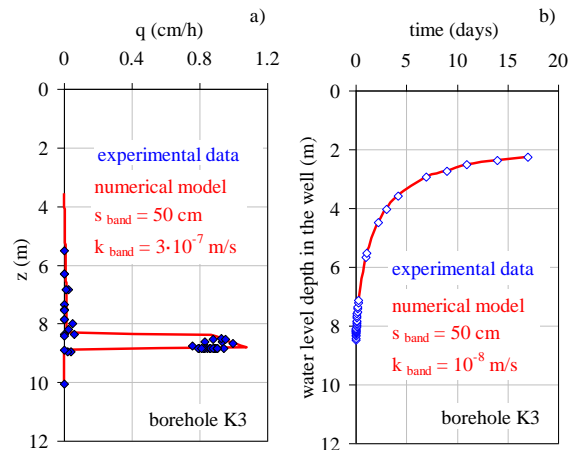 a)
q (cm/h)
0 0.4 0.8 1.2
0
2
4
6
8
10
12
z (m)
experimental data
numerical model
s band = 50 cm
k band = 3·10-7 m/s
borehole K3
b)
time (days)
0 5 10 15 20
0
2
4
6
8
10
12
water level depth in the well (m)
experimental data
numerical model
s band = 50 cm
k band = 10-8 m/s
borehole K3